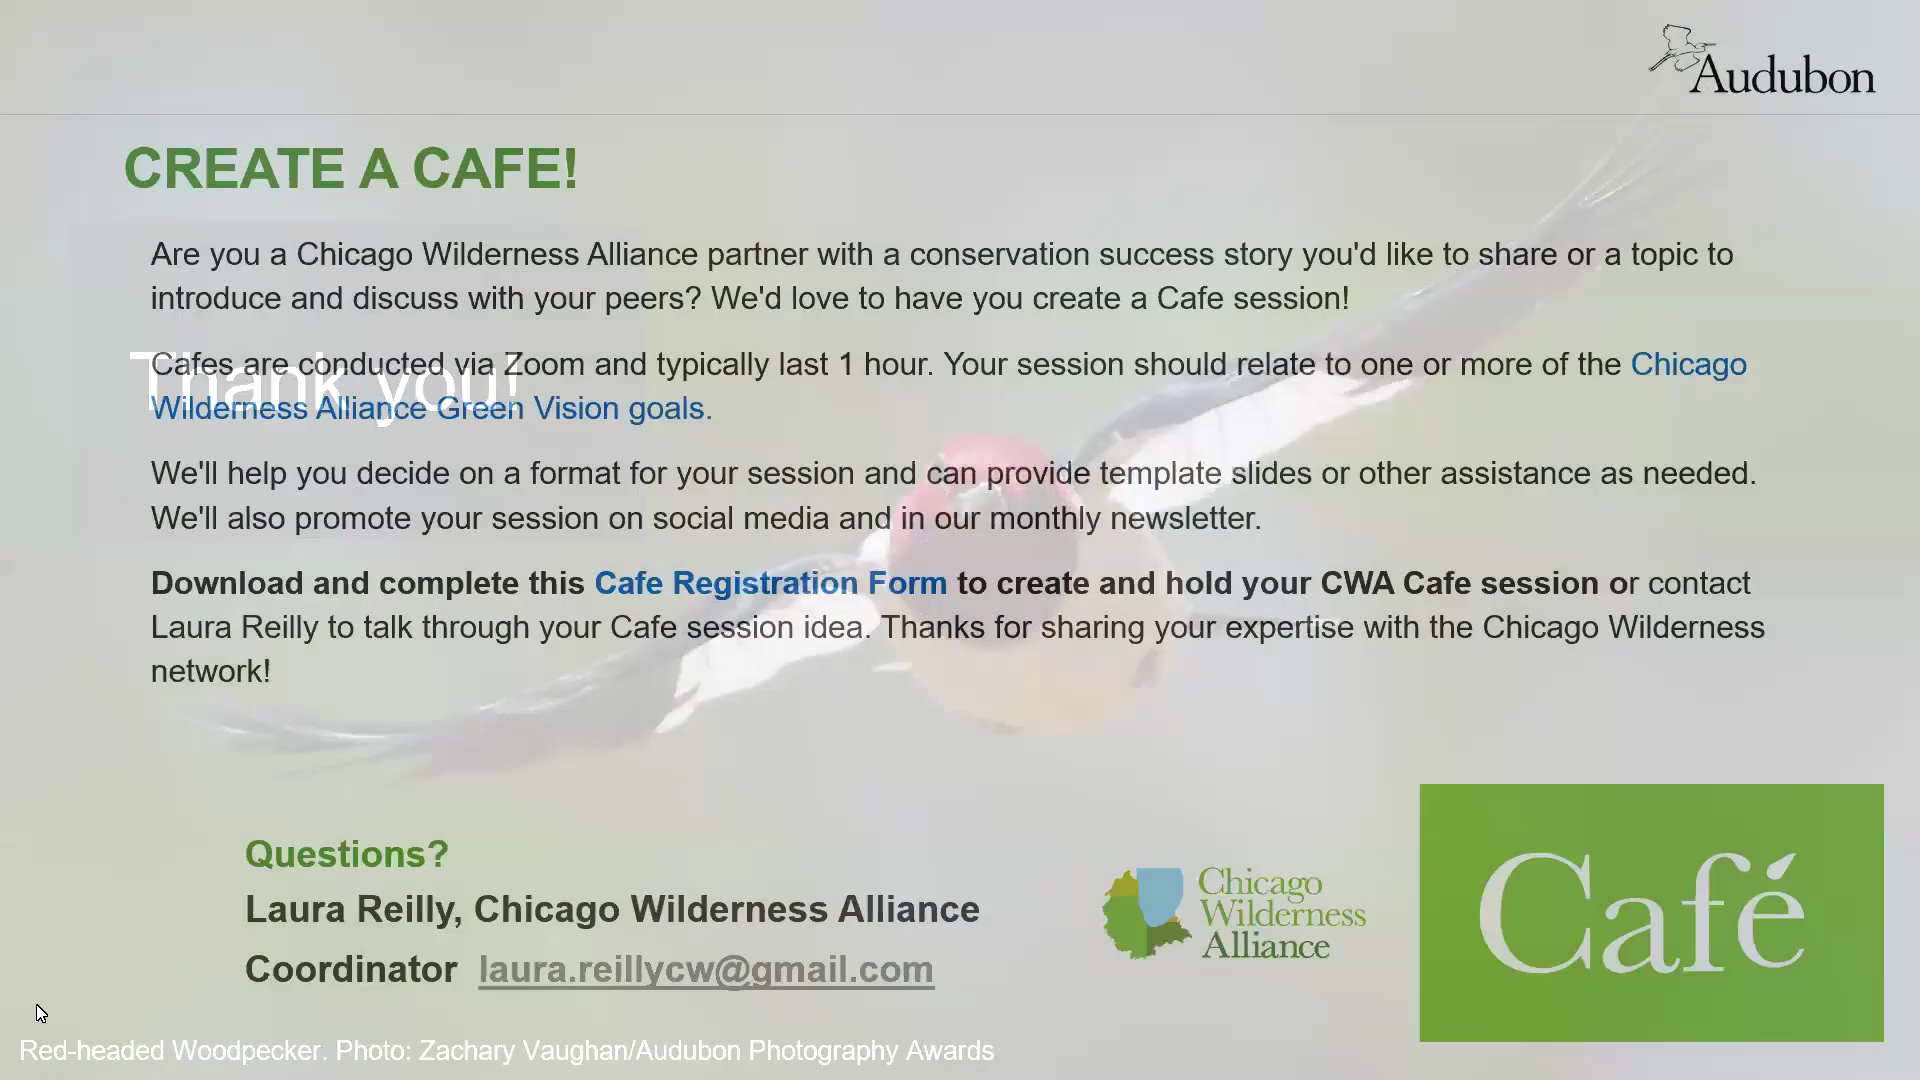 Audubon
CREATE A CAFE!
Are you a Chicago Wilderness Alliance partner with a conservation success story you'd like to share or a topic to
introduce and discuss with your peers? We'd love to have you create a Cafe session!
Cafes are conducted via Zoom and typically last 1 hour. Your session should relate to one or more of the Chicago
Wilderness Alliance Green Vision goals.
Thank you!
We'll help you decide on a format for your session and can provide template slides or other assistance as needed.
We'll also promote your session on social media and in our monthly newsletter.
Download and complete this Cafe Registration Form to create and hold your CWA Cafe session or contact
Laura Reilly to talk through your Cafe session idea. Thanks for sharing your expertise with the Chicago Wilderness
network!
Questions?
Laura Reilly, Chicago Wilderness Alliance
Coordinator laura.reillycw@gmail.com
Chicago
Wilderness
Alliance
Café
Red-headed Woodpecker. Photo: Zachary Vaughan/Audubon Photography Awards